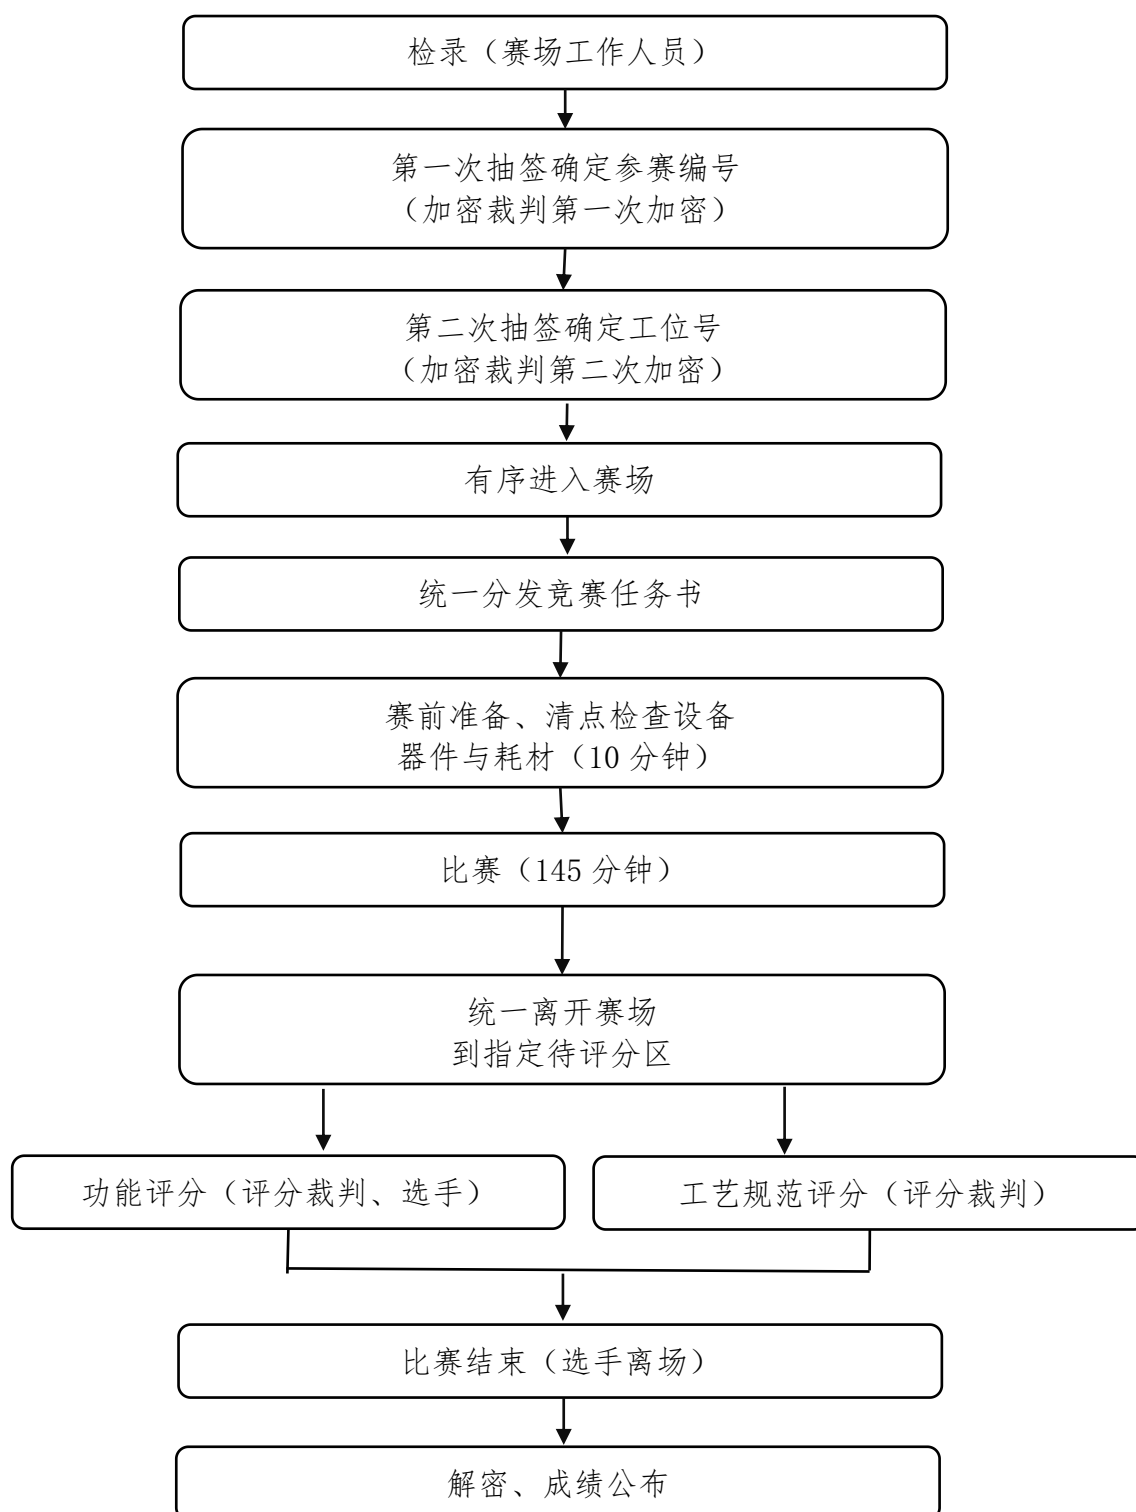 检录（赛场工作人员）
第一次抽签确定参赛编号
（加密裁判第一次加密）
第二次抽签确定工位号
（加密裁判第二次加密）
有序进入赛场
统一分发竞赛任务书
赛前准备、清点检查设备
器件与耗材（10 分钟）
比赛（145 分钟）
统一离开赛场
到指定待评分区
功能评分（评分裁判、选手）
工艺规范评分（评分裁判）
比赛结束（选手离场）
解密、成绩公布